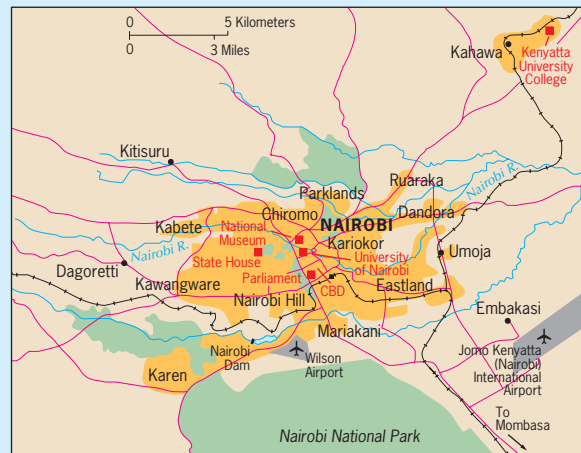 0 5 Kilometers
0 3 Miles
Kahawa
Kenyatta
University
College
Kitisuru
Ruaraka
Parklands
Nairobi R.
Chiromo
Dandora
National
Museum
NAIROBI
Kabete
Kariokor
Nairobi R.
University
of Nairobi
Umoja
State House
Dagoretti
Parliament
CBD
Eastland
Kawangware
Nairobi Hill
Embakasi
Mariakani
Nairobi
Dam
Wilson
Airport
Jomo Kenyatta
(Nairobi)
International
Airport
Karen
To
Mombasa
Nairobi National Park